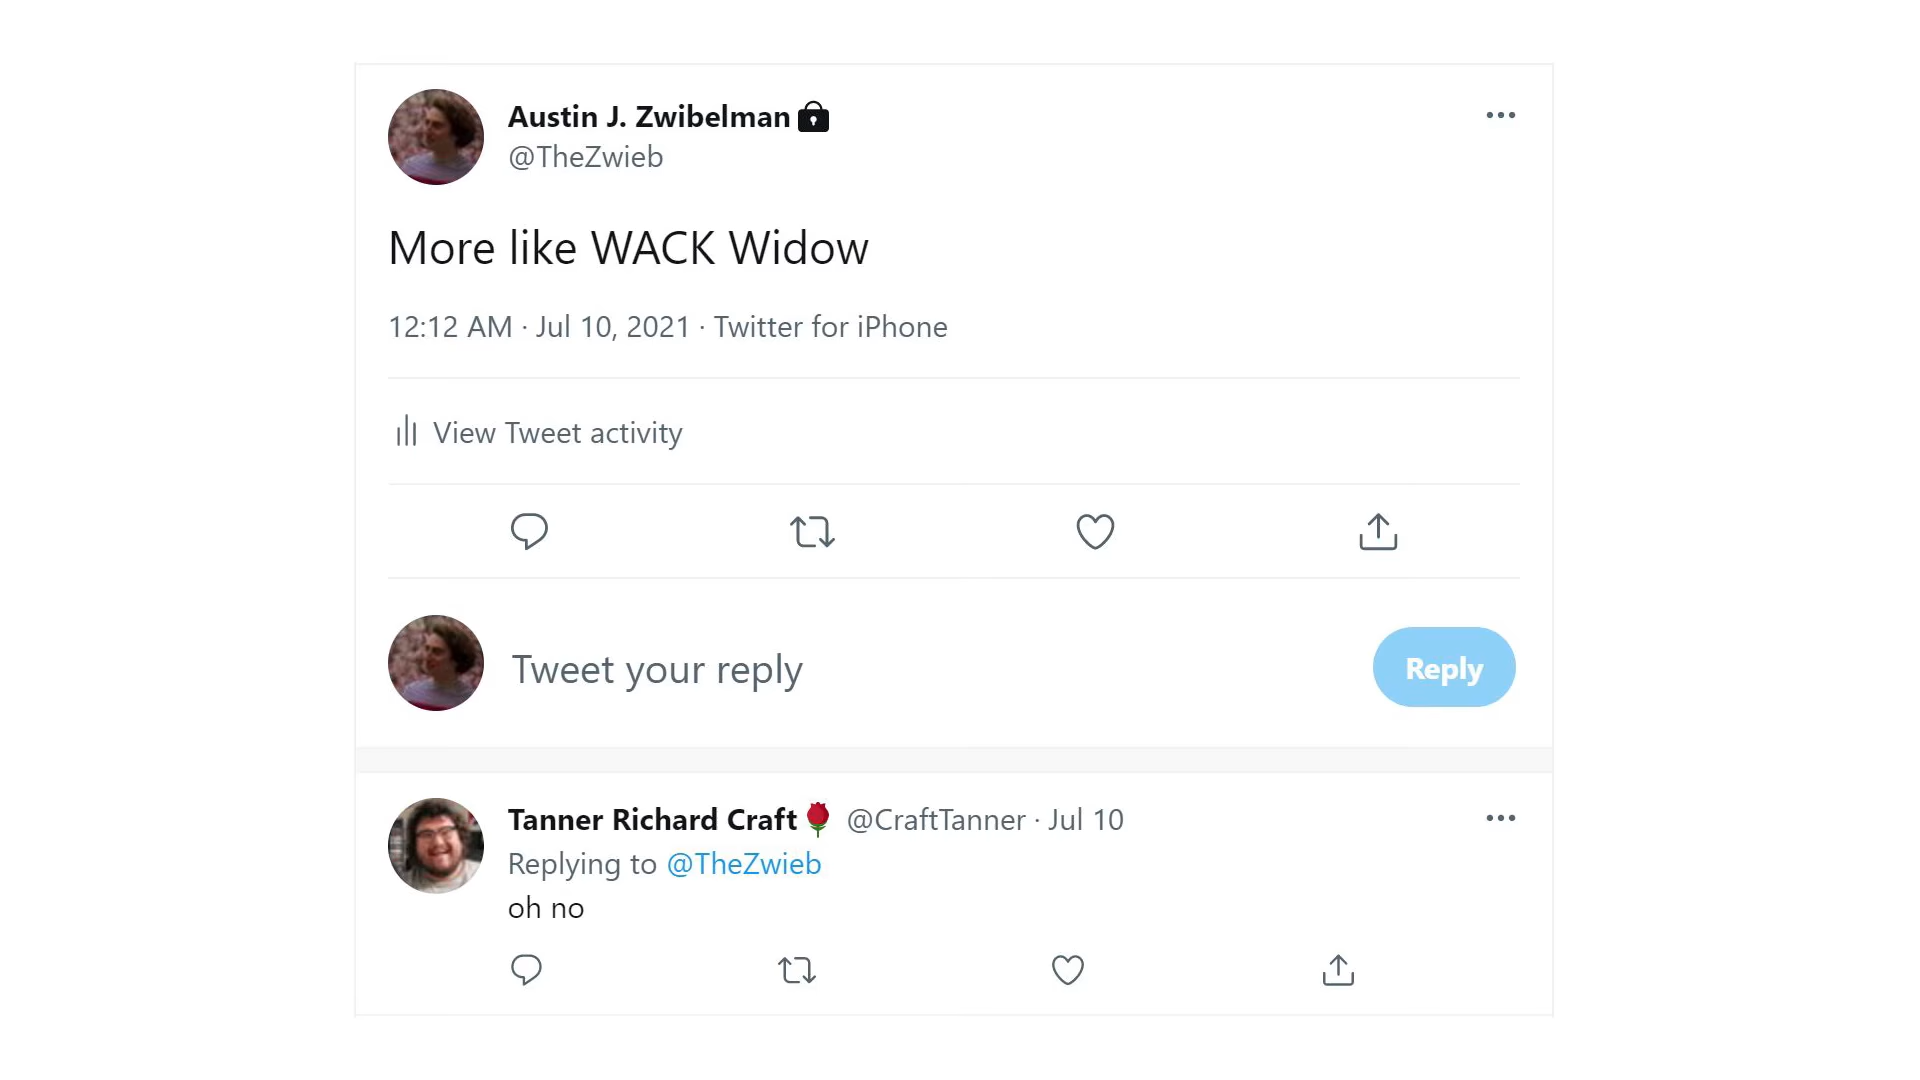 Austin J. Zwibelman
@TheZwieb
More like WACK Widow
12:12 AM · Jul 10, 2021 · Twitter for iPhone
View Tweet activity
Tweet your reply
Reply
Tanner Richard Craft🌹 @CraftTanner · Jul 10
Replying to @TheZwieb
oh no